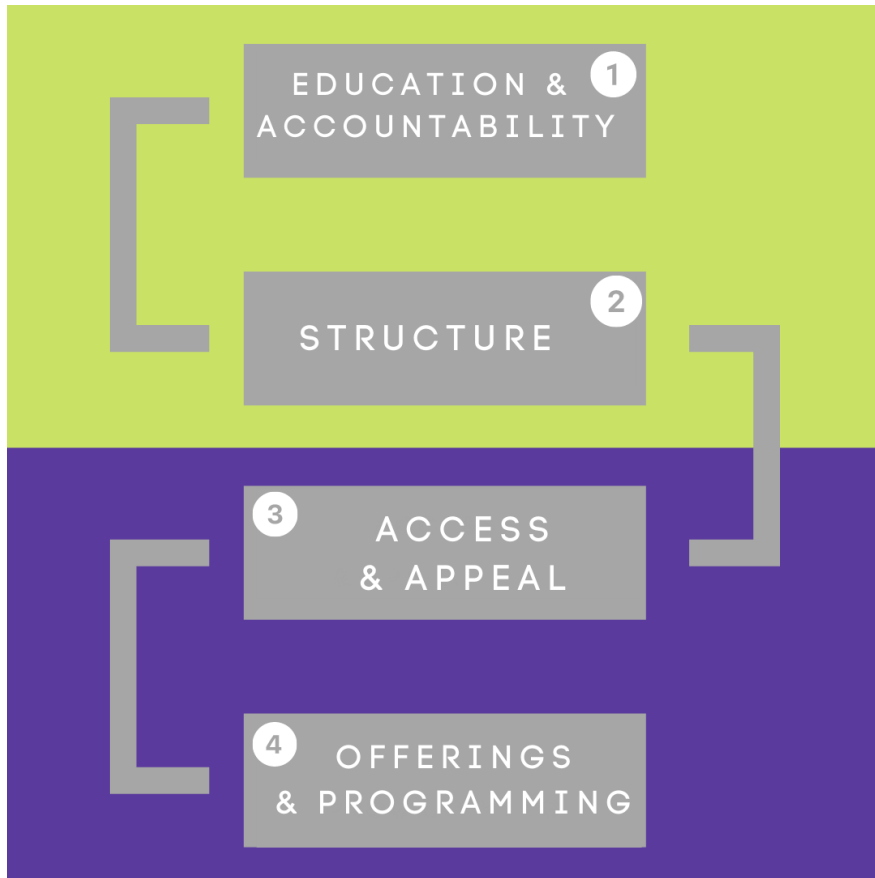 EDUCATION & 1
ACCOUNTABILITY
2
STRUCTURE
3
ACCESS
& APPEAL
4
OFFERINGS
& PROGRAMMING